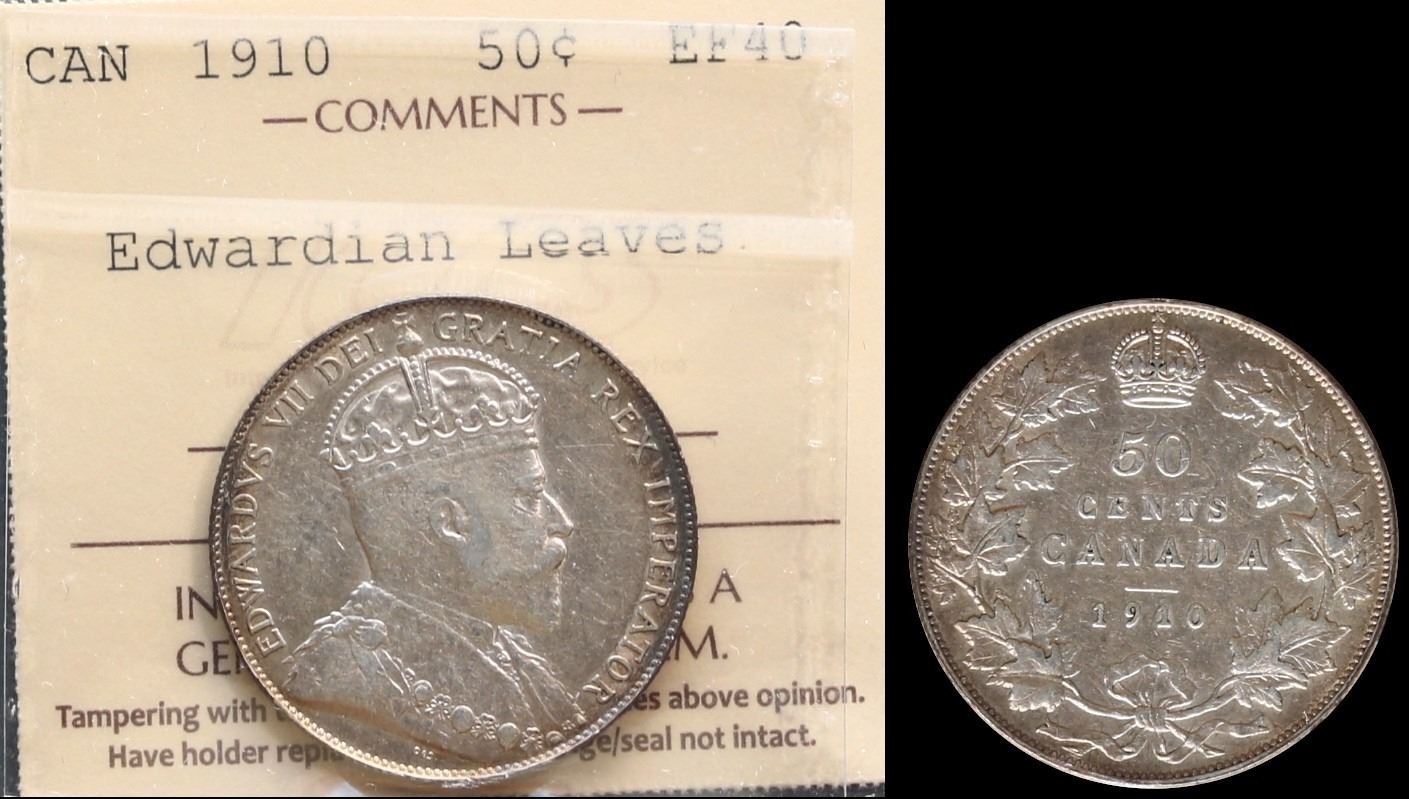 CAN 1910 50¢ EF40
COMMENTS
Edwardian Leaves
EDWARDVS VII DEI GRATIA REX IMPERATOR
IN A
GE M.
Tampering with es above opinion.
Have holder repl ge/seal not intact.
50
CENTS
CANADA
1910